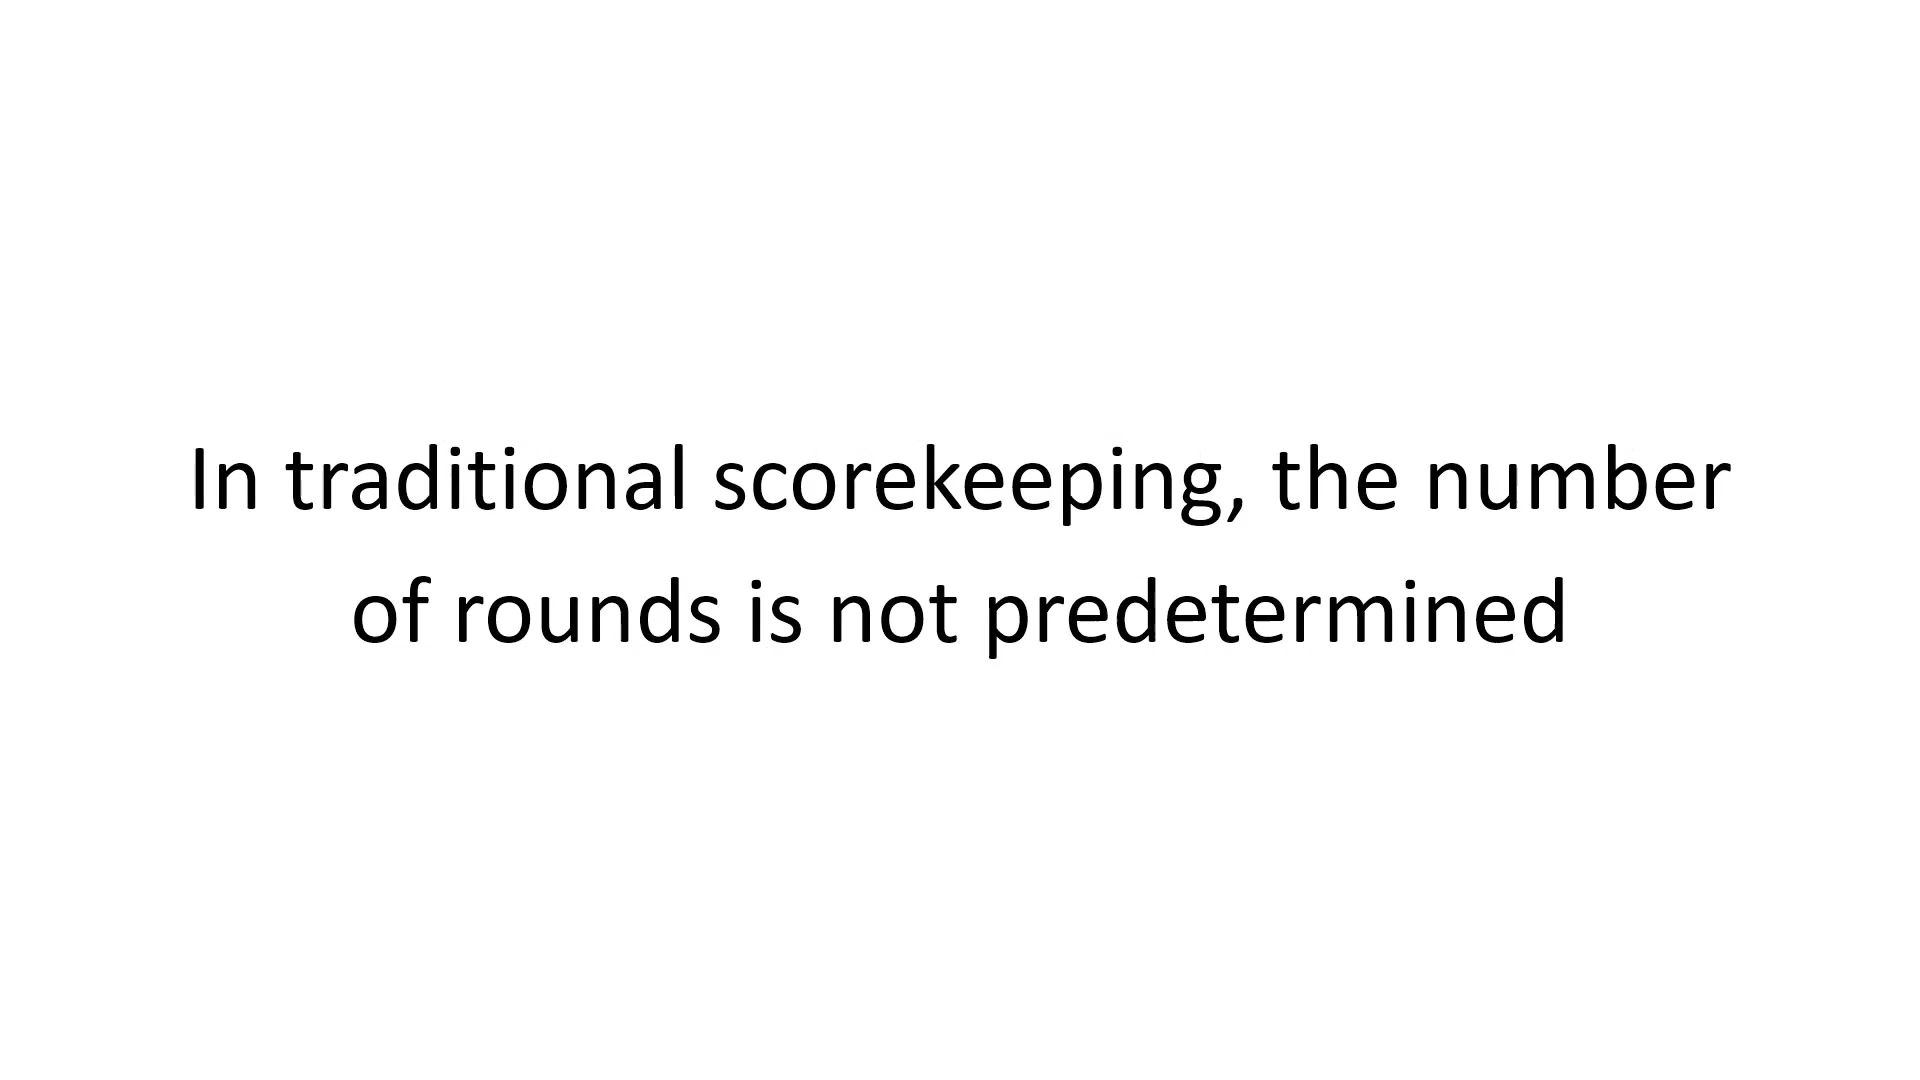 In traditional scorekeeping, the number
of rounds is not predetermined